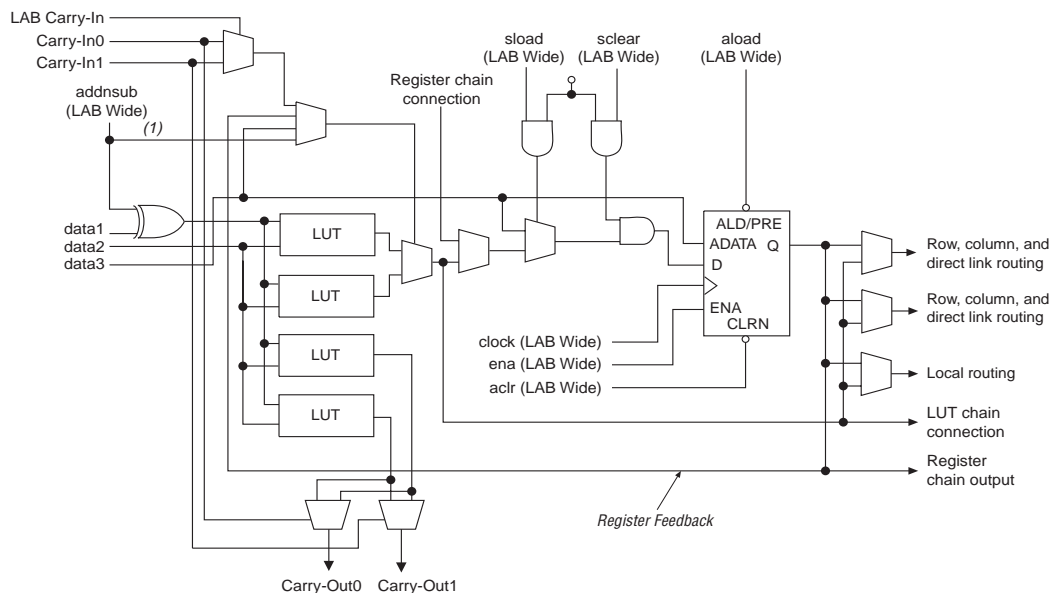 LAB Carry-In
Carry-In0
Carry-In1
addnsub
(LAB Wide)
(1)
data1
data2
data3
LUT
LUT
LUT
LUT
Register chain
connection
sload
(LAB Wide)
sclear
(LAB Wide)
aload
(LAB Wide)
ALD/PRE
ADATA Q
D
ENA
CLRN
clock (LAB Wide)
ena (LAB Wide)
aclr (LAB Wide)
Row, column, and
direct link routing
Row, column, and
direct link routing
Local routing
LUT chain
connection
Register
chain output
Register Feedback
Carry-Out0 Carry-Out1